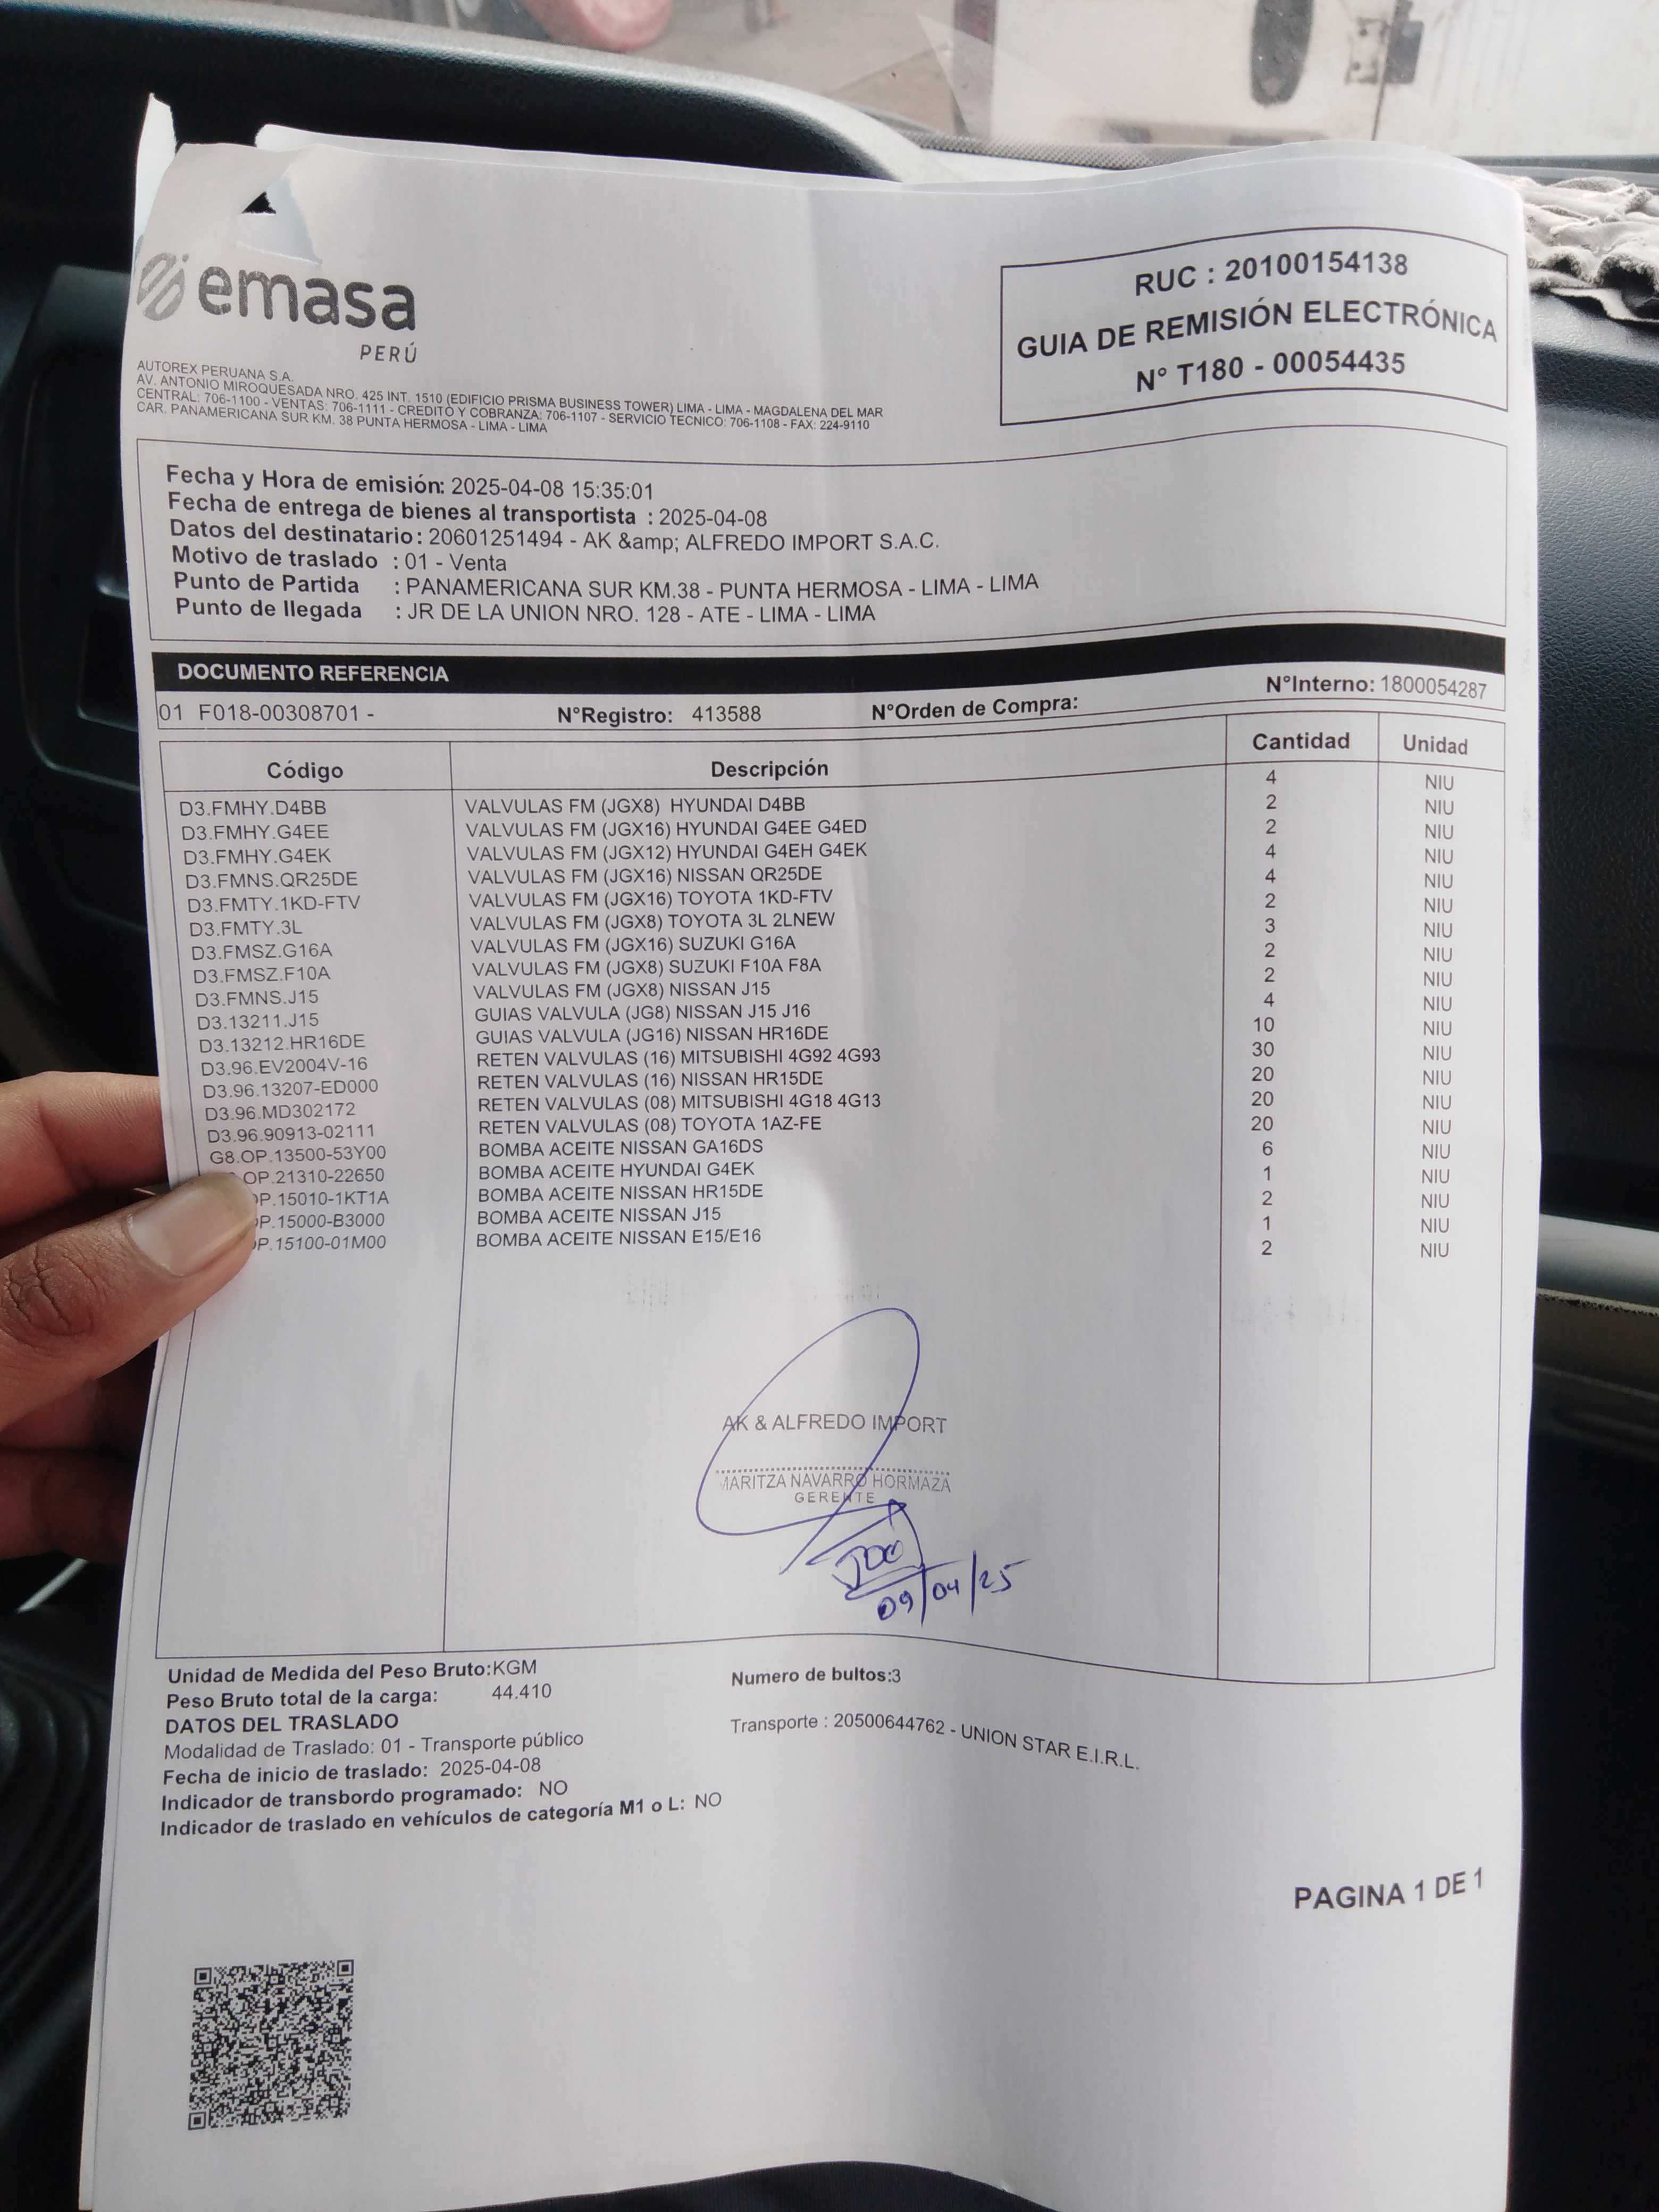 emasa
PERÚ
AUTOREX PERUANA S.A.
AV. ANTONIO MIROQUESADA NRO. 425 INT. 1510 (EDIFICIO PRISMA BUSINESS TOWER) LIMA - LIMA - MAGDALENA DEL MAR
CENTRAL: 706-1100 - VENTAS: 706-1111 - CREDITO Y COBRANZA: 706-1107 - SERVICIO TECNICO: 706-1108 - FAX: 224-9110
CAR. PANAMERICANA SUR KM. 38 PUNTA HERMOSA - LIMA - LIMA
RUC : 20100154138
GUIA DE REMISIÓN ELECTRÓNICA
N° T180 - 00054435
Fecha y Hora de emisión: 2025-04-08 15:35:01
Fecha de entrega de bienes al transportista : 2025-04-08
Datos del destinatario: 20601251494 - AK &amp; ALFREDO IMPORT S.A.C.
Motivo de traslado : 01 - Venta
Punto de Partida : PANAMERICANA SUR KM.38 - PUNTA HERMOSA - LIMA - LIMA
Punto de llegada : JR DE LA UNION NRO. 128 - ATE - LIMA - LIMA
DOCUMENTO REFERENCIA
N°Interno: 1800054287
01 F018-00308701 - N°Registro: 413588 N°Orden de Compra:
Código Descripción Cantidad Unidad
D3.FMHY.D4BB VALVULAS FM (JGX8) HYUNDAI D4BB 4 NIU
D3.FMHY.G4EE VALVULAS FM (JGX16) HYUNDAI G4EE G4ED 2 NIU
D3.FMHY.G4EK VALVULAS FM (JGX12) HYUNDAI G4EH G4EK 2 NIU
D3.FMNS.QR25DE VALVULAS FM (JGX16) NISSAN QR25DE 4 NIU
D3.FMTY.1KD-FTV VALVULAS FM (JGX16) TOYOTA 1KD-FTV 4 NIU
D3.FMTY.3L VALVULAS FM (JGX8) TOYOTA 3L 2LNEW 2 NIU
D3.FMSZ.G16A VALVULAS FM (JGX16) SUZUKI G16A 3 NIU
D3.FMSZ.F10A VALVULAS FM (JGX8) SUZUKI F10A F8A 2 NIU
D3.FMNS.J15 VALVULAS FM (JGX8) NISSAN J15 2 NIU
D3.13211.J15 GUIAS VALVULA (JG8) NISSAN J15 J16 4 NIU
D3.13212.HR16DE GUIAS VALVULA (JG16) NISSAN HR16DE 10 NIU
D3.96.EV2004V-16 RETEN VALVULAS (16) MITSUBISHI 4G92 4G93 30 NIU
D3.96.13207-ED000 RETEN VALVULAS (16) NISSAN HR15DE 20 NIU
D3.96.MD302172 RETEN VALVULAS (08) MITSUBISHI 4G18 4G13 20 NIU
D3.96.90913-02111 RETEN VALVULAS (08) TOYOTA 1AZ-FE 20 NIU
G8.OP.13500-53Y00 BOMBA ACEITE NISSAN GA16DS 6 NIU
OP.21310-22650 BOMBA ACEITE HYUNDAI G4EK 1 NIU
OP.15010-1KT1A BOMBA ACEITE NISSAN HR15DE 2 NIU
OP.15000-B3000 BOMBA ACEITE NISSAN J15 1 NIU
OP.15100-01M00 BOMBA ACEITE NISSAN E15/E16 2 NIU
AK & ALFREDO IMPORT
MARITZA NAVARRO HORMAZA
GERENTE
09/04/25
Unidad de Medida del Peso Bruto:KGM Numero de bultos:3
Peso Bruto total de la carga: 44.410
DATOS DEL TRASLADO Transporte : 20500644762 - UNION STAR E.I.R.L.
Modalidad de Traslado: 01 - Transporte público
Fecha de inicio de traslado: 2025-04-08
Indicador de transbordo programado: NO
Indicador de traslado en vehículos de categoría M1 o L: NO
PAGINA 1 DE 1